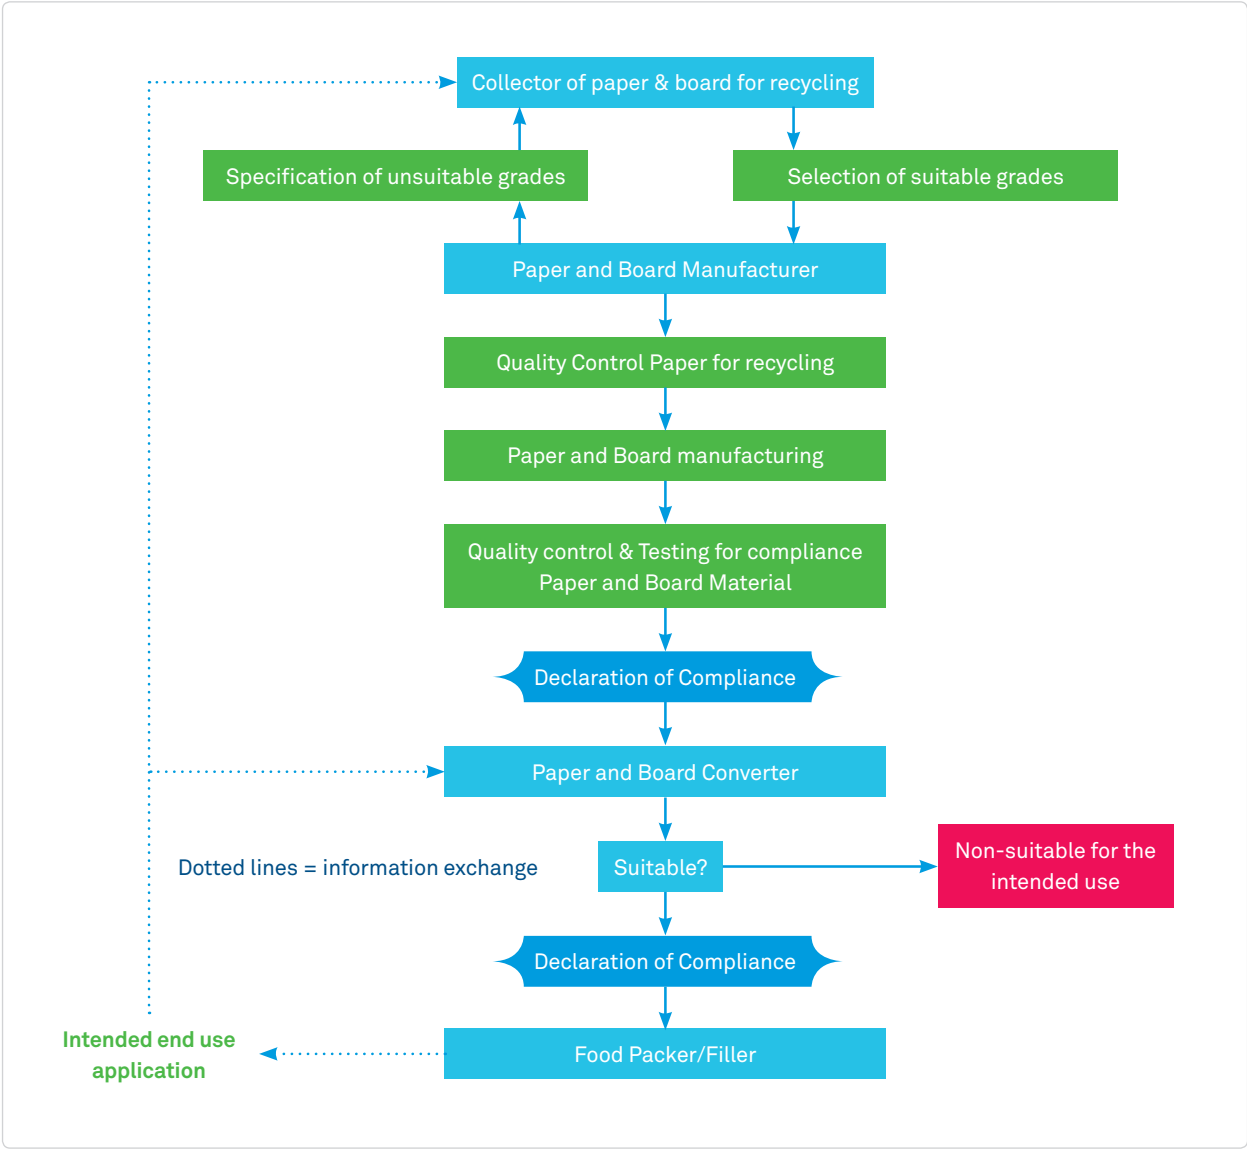 Collector of paper & board for recycling
Specification of unsuitable grades
Selection of suitable grades
Paper and Board Manufacturer
Quality Control Paper for recycling
Paper and Board manufacturing
Quality control & Testing for compliance
Paper and Board Material
Declaration of Compliance
Paper and Board Converter
Dotted lines = information exchange
Suitable?
Non-suitable for the
intended use
Declaration of Compliance
Intended end use
application
Food Packer/Filler